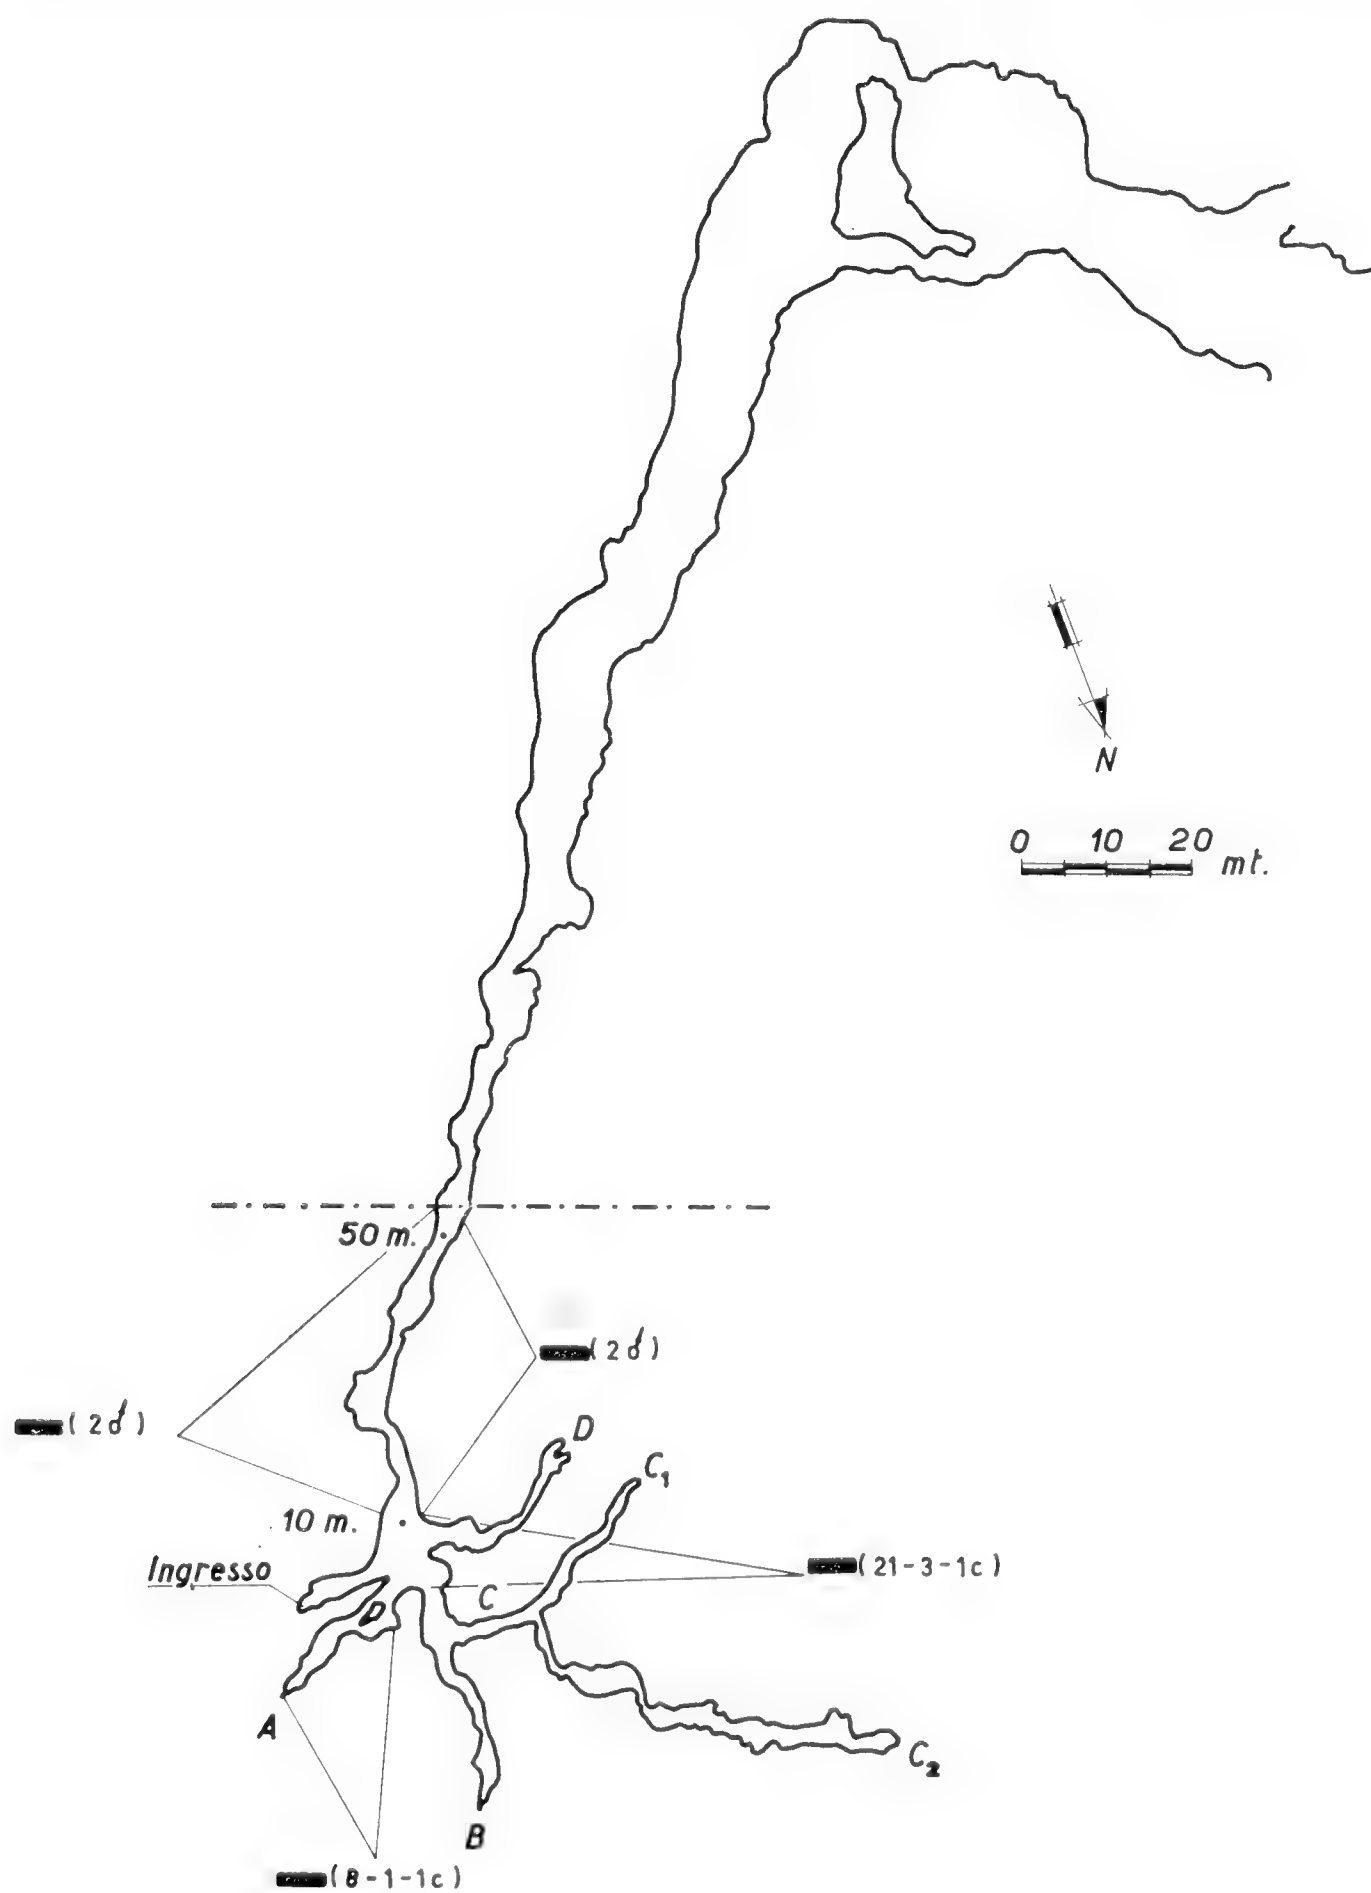 N
0 10 20 mt.
50 m.
(2♂)
(2♂)
D
C₁
10 m.
Ingresso
(21-3-1c)
C
P
A
C₂
B
(8-1-1c)